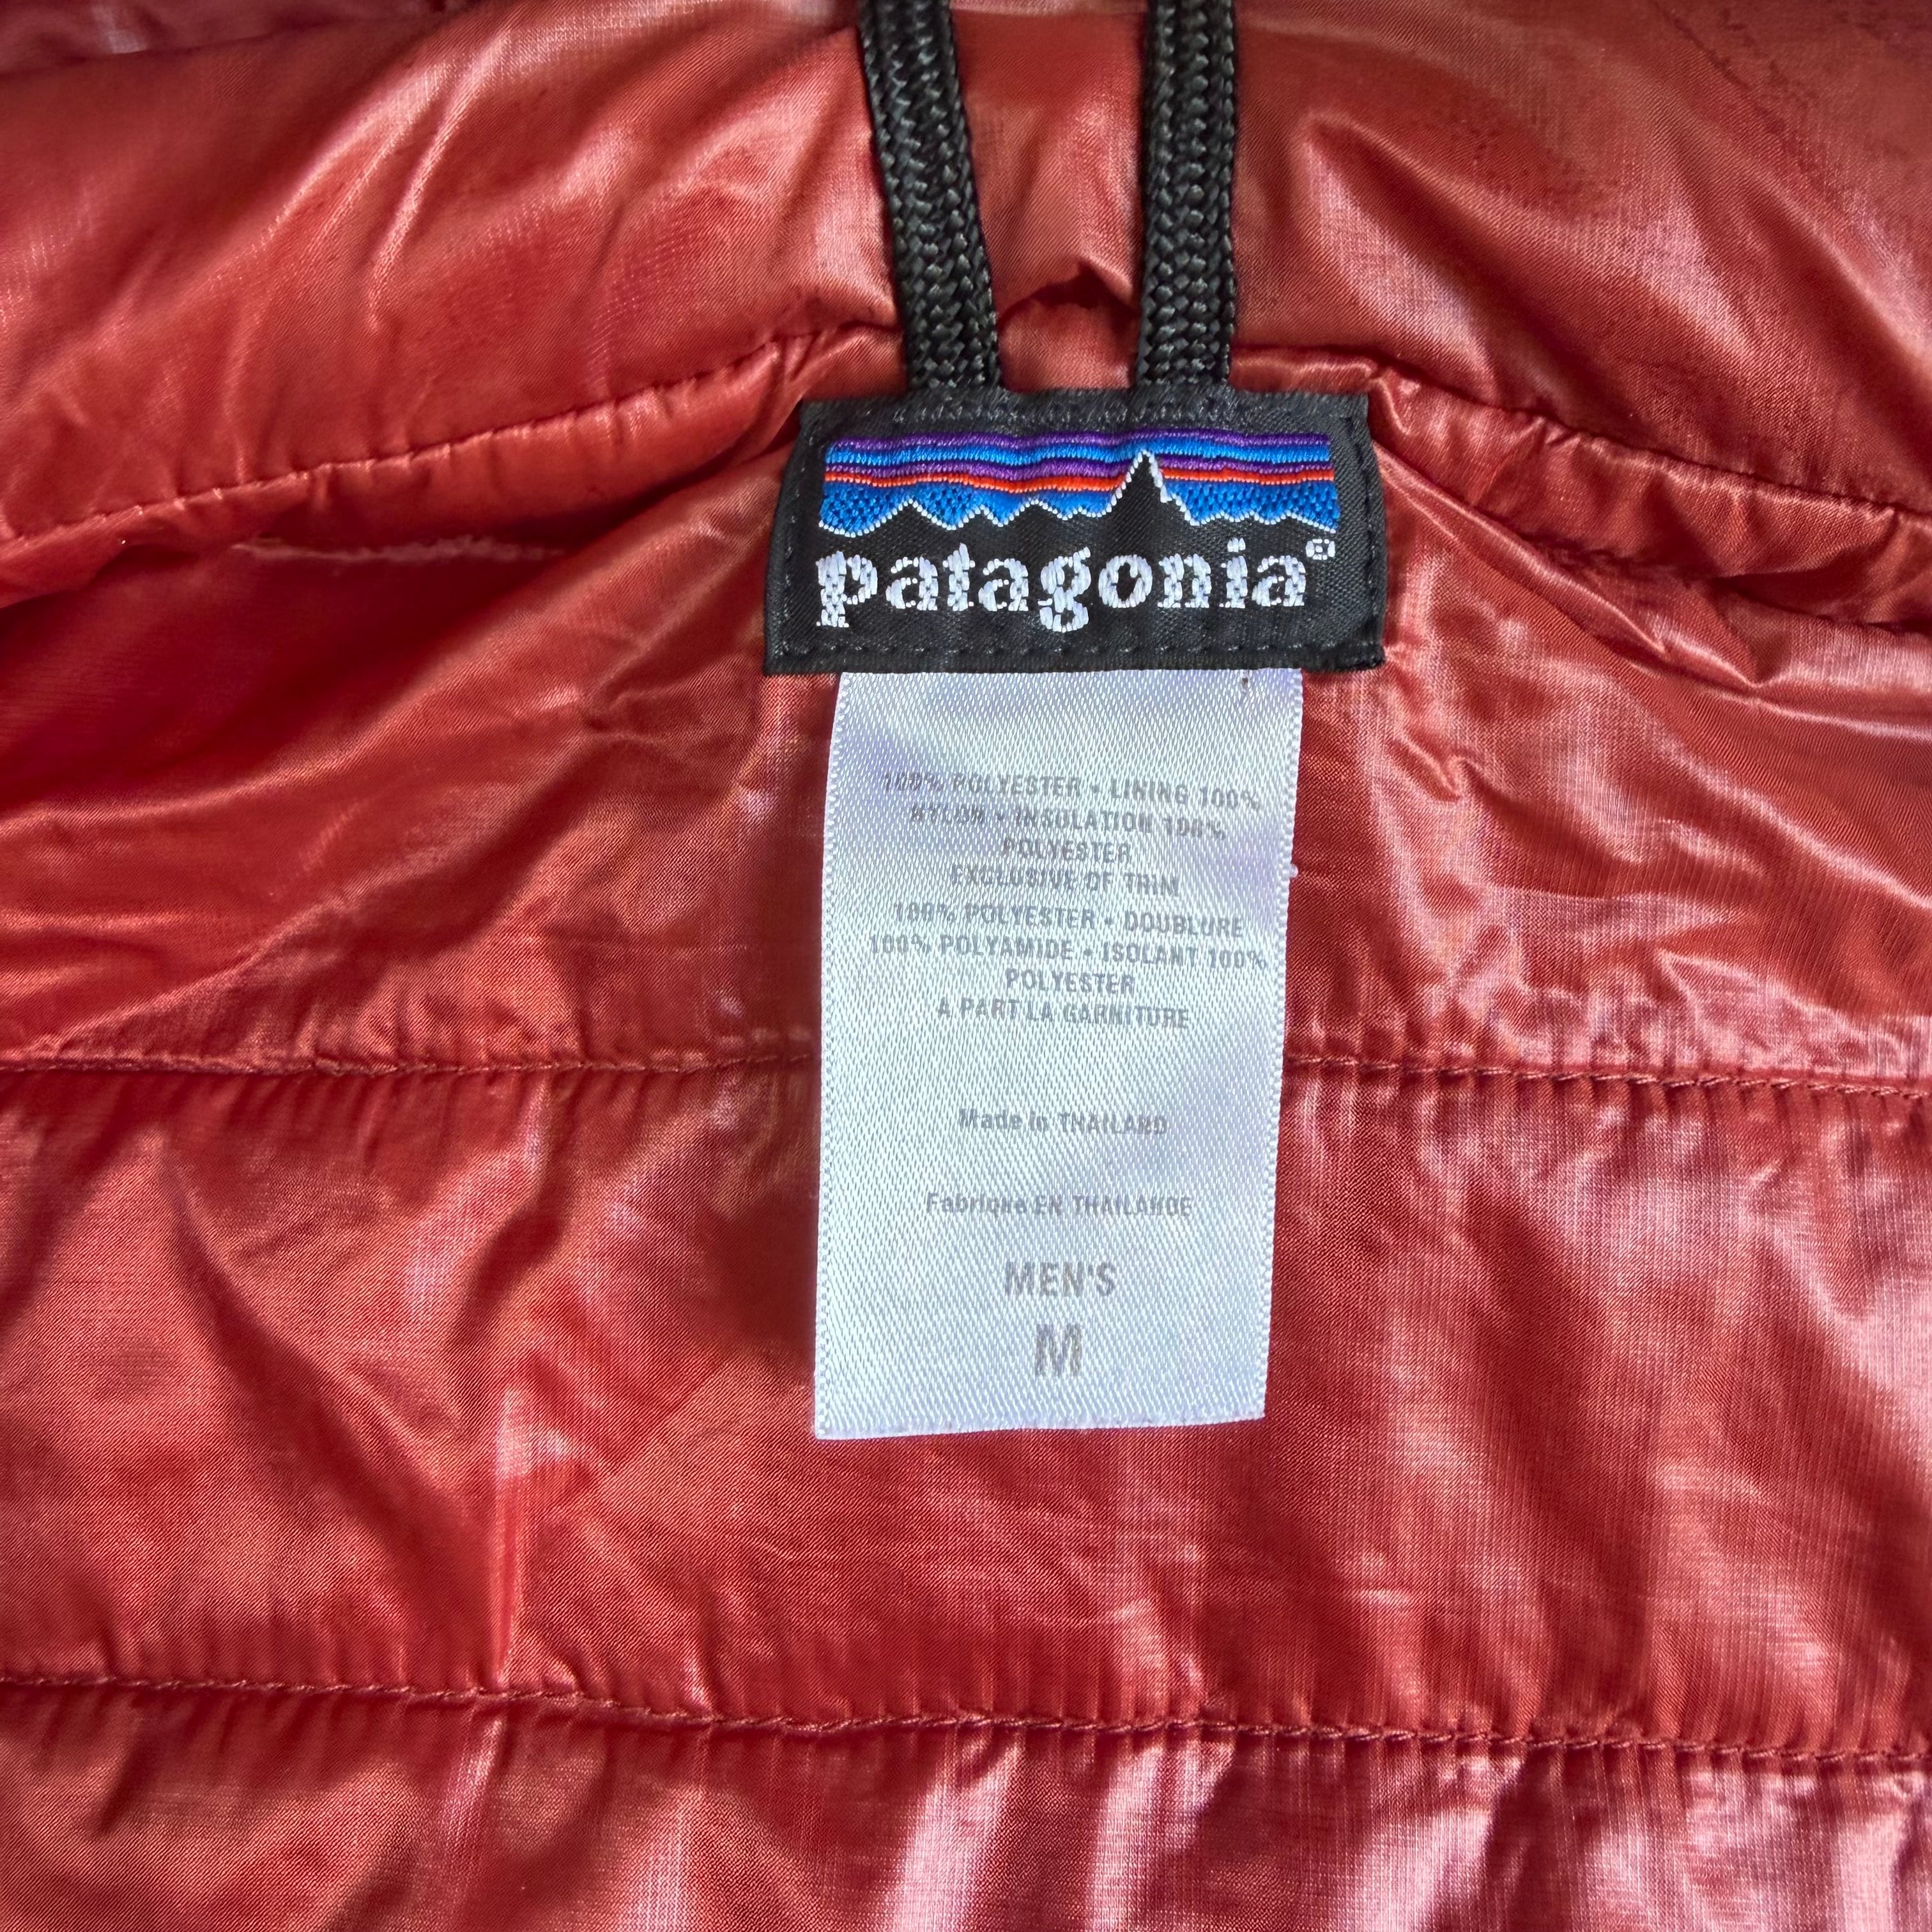 patagonia®
100% POLYESTER • LINING 100%
NYLON • INSULATION 100%
POLYESTER
EXCLUSIVE OF TRIM
100% POLYESTER • DOUBLURE
100% POLYAMIDE • ISOLANT 100%
POLYESTER
A PART LA GARNITURE
Made in THAILAND
Fabrique EN THAILANDE
MEN'S
M